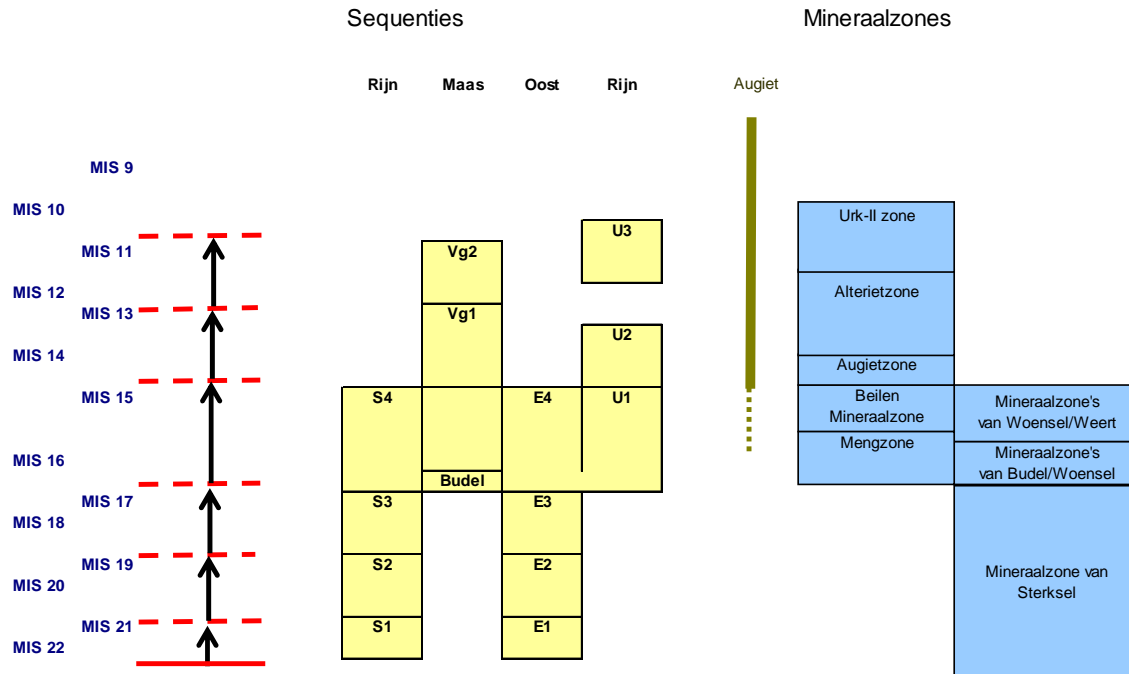 Sequenties Mineraalzones
Rijn Maas Oost Rijn Augiet
MIS 9
MIS 10
MIS 11
MIS 12
MIS 13
MIS 14
MIS 15
MIS 16
MIS 17
MIS 18
MIS 19
MIS 20
MIS 21
MIS 22
S4
S3
S2
S1
Vg2
Vg1
Budel
E4
E3
E2
E1
U3
U2
U1
Urk-II zone
Alterietzone
Augietzone
Beilen
Mineraalzone
Mengzone
Mineraalzone's
van Woensel/Weert
Mineraalzone's
van Budel/Woensel
Mineraalzone van
Sterksel